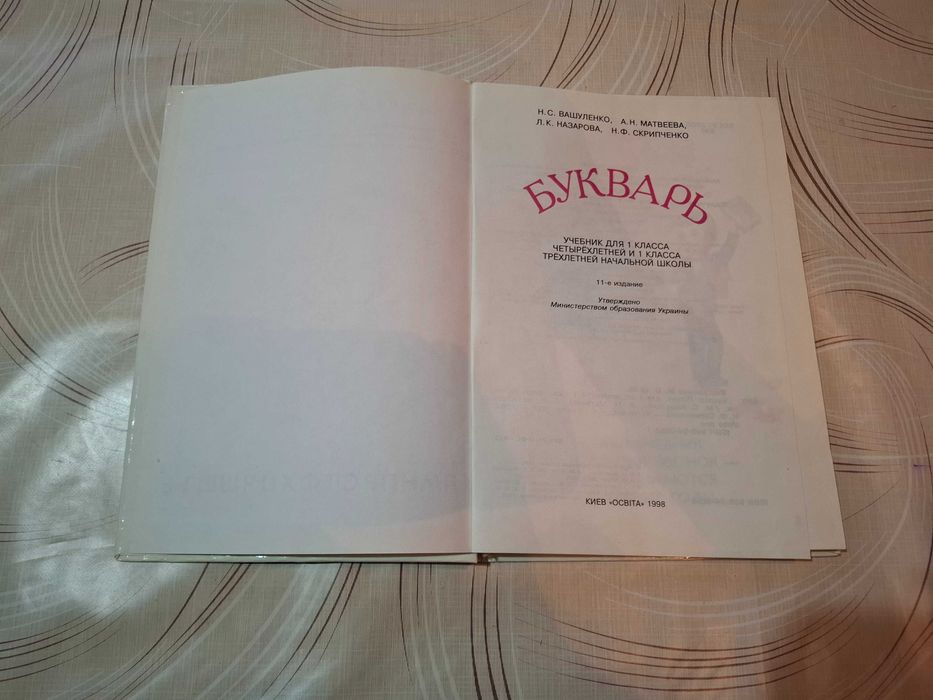 Н. С. ВАШУЛЕНКО, А. Н. МАТВЕЕВА,
Л. К. НАЗАРОВА, Н. Ф. СКРИПЧЕНКО
БУКВАРЬ
УЧЕБНИК ДЛЯ 1 КЛАССА
ЧЕТЫРЁХЛЕТНЕЙ И 1 КЛАССА
ТРЁХЛЕТНЕЙ НАЧАЛЬНОЙ ШКОЛЫ
11-е издание
Утверждено
Министерством образования Украины
КИЕВ «ОСВІТА» 1998